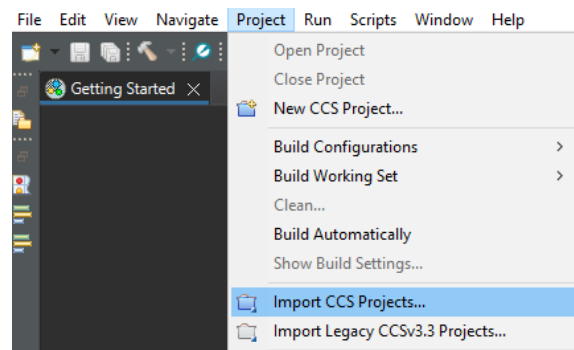 File Edit View Navigate Project Run Scripts Window Help
Getting Started
Open Project
Close Project
New CCS Project...
Build Configurations
Build Working Set
Clean...
Build Automatically
Show Build Settings...
Import CCS Projects...
Import Legacy CCSv3.3 Projects...